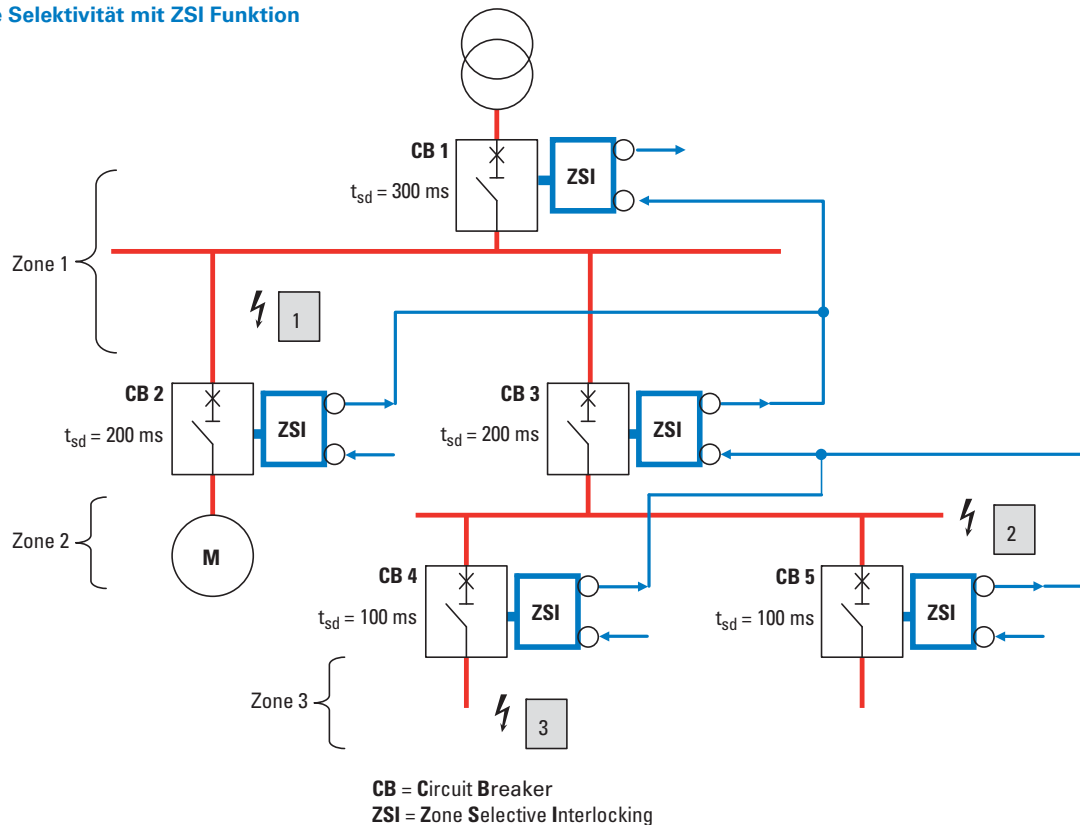 e Selektivität mit ZSI Funktion
CB 1
ZSI
t_sd = 300 ms
Zone 1
1
CB 2
ZSI
t_sd = 200 ms
CB 3
ZSI
t_sd = 200 ms
Zone 2
M
2
CB 4
ZSI
t_sd = 100 ms
CB 5
ZSI
t_sd = 100 ms
Zone 3
3
CB = Circuit Breaker
ZSI = Zone Selective Interlocking